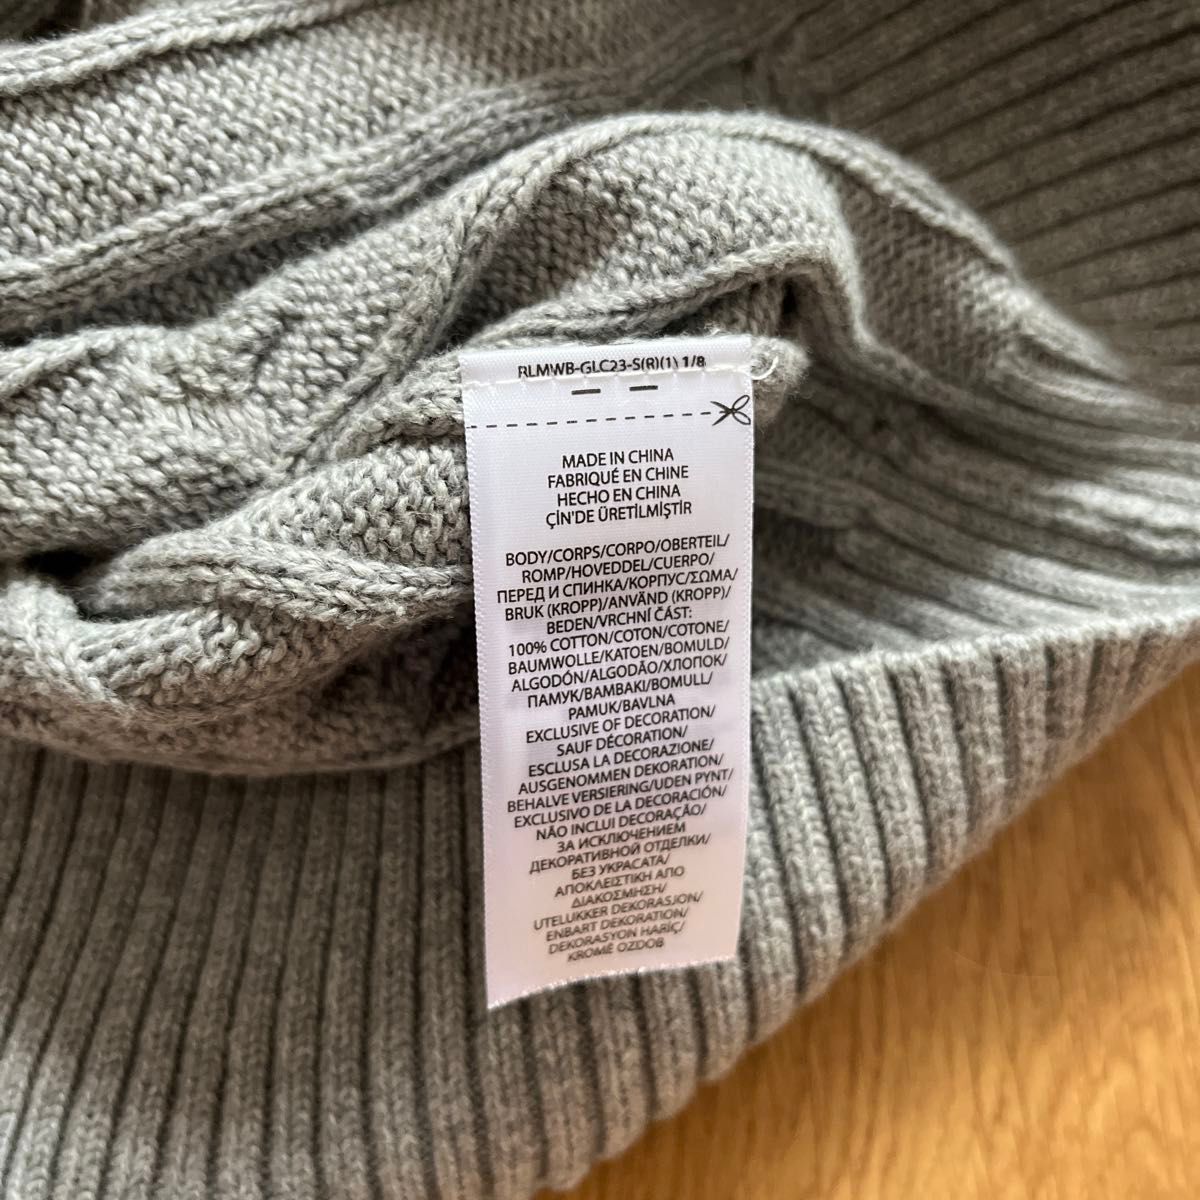 RLMWB-GLC23-S(R)(1) 1/8
MADE IN CHINA
FABRIQUÉ EN CHINE
HECHO EN CHINA
ÇİN'DE ÜRETİLMİŞTİR
BODY/CORPS/CORPO/OBERTEIL/
ROMP/HOVEDDEL/CUERPO/
ПЕРЕД И СПИНКА/КОРПУС/ΣΩΜΑ/
BRUK (KROPP)/ANVÄND (KROPP)/
BEDEN/VRCHNÍ ČÁST:
100% COTTON/COTON/COTONE/
BAUMWOLLE/KATOEN/BOMULD/
ALGODÓN/ALGODÃO/ХЛОПОК/
ПАМУК/BAMBAKI/BOMULL/
PAMUK/BAVLNA
EXCLUSIVE OF DECORATION/
SAUF DÉCORATION/
ESCLUSA LA DECORAZIONE/
AUSGENOMMEN DEKORATION/
BEHALVE VERSIERING/UDEN PYNT/
EXCLUSIVO DE LA DECORACIÓN/
NÃO INCLUI DECORAÇÃO/
ЗА ИСКЛЮЧЕНИЕМ
ДЕКОРАТИВНОЙ ОТДЕЛКИ/
БЕЗ УКРАСАТА/
ΑΠΟΚΛΕΙΣΤΙΚΗ ΑΠΟ
ΔΙΑΚΟΣΜΗΣΗ/
UTELUKKER DEKORASJON/
ENBART DEKORATION/
DEKORASYON HARİÇ/
KROMĚ OZDOB